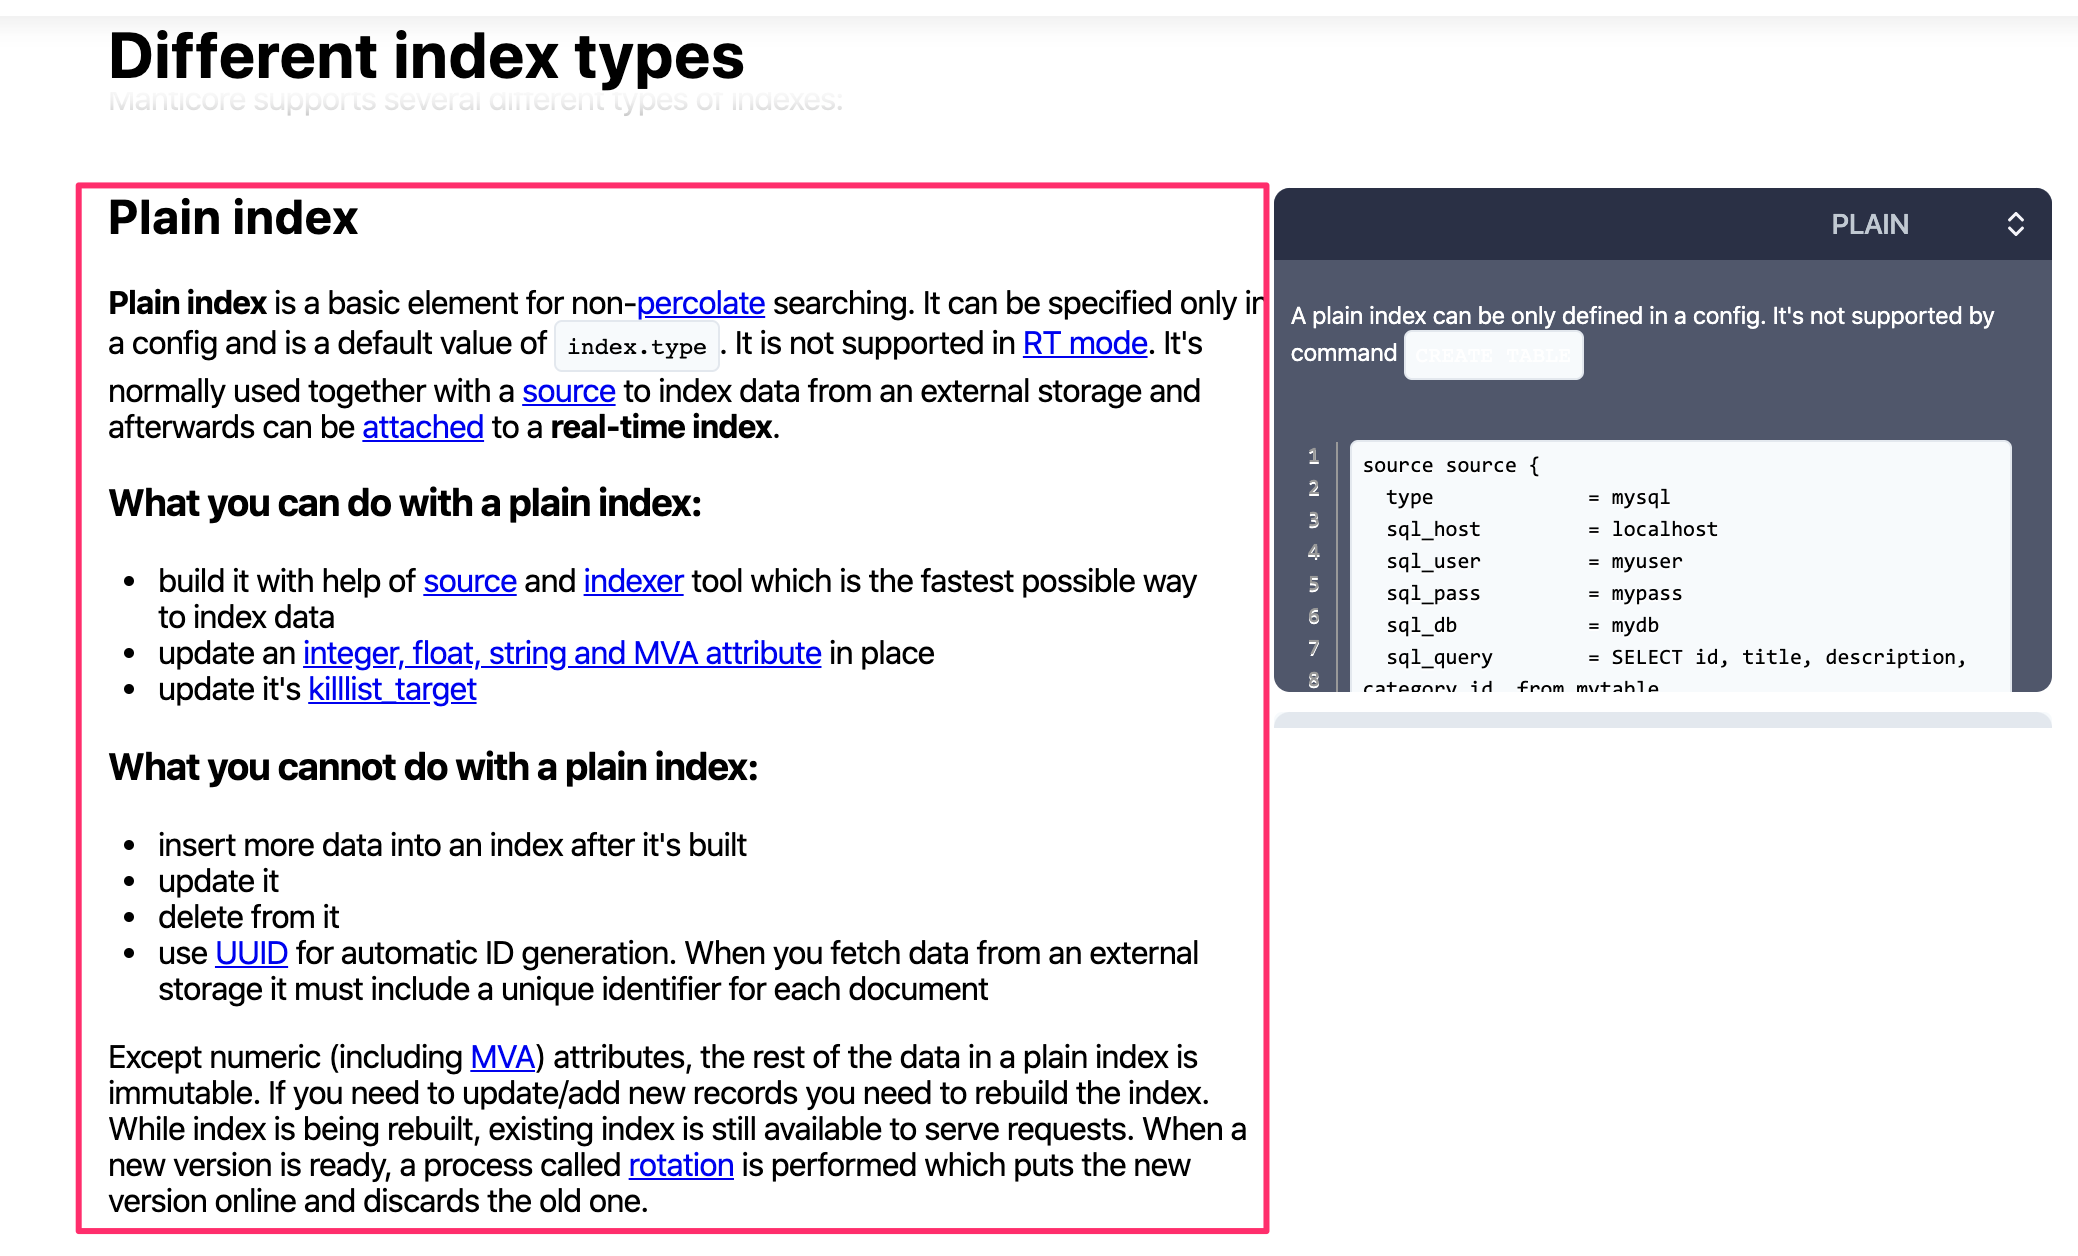 Different index types
Manticore supports several different types of indexes:
Plain index
Plain index is a basic element for non-percolate searching. It can be specified only in
a config and is a default value of index.type . It is not supported in RT mode. It's
normally used together with a source to index data from an external storage and
afterwards can be attached to a real-time index.
What you can do with a plain index:
• build it with help of source and indexer tool which is the fastest possible way
to index data
• update an integer, float, string and MVA attribute in place
• update it's killlist_target
What you cannot do with a plain index:
• insert more data into an index after it's built
• update it
• delete from it
• use UUID for automatic ID generation. When you fetch data from an external
storage it must include a unique identifier for each document
Except numeric (including MVA) attributes, the rest of the data in a plain index is
immutable. If you need to update/add new records you need to rebuild the index.
While index is being rebuilt, existing index is still available to serve requests. When a
new version is ready, a process called rotation is performed which puts the new
version online and discards the old one.
PLAIN
A plain index can be only defined in a config. It's not supported by
command CREATE TABLE
1 source source {
2 type = mysql
3 sql_host = localhost
4 sql_user = myuser
5 sql_pass = mypass
6 sql_db = mydb
7 sql_query = SELECT id, title, description,
8 category_id from mytable